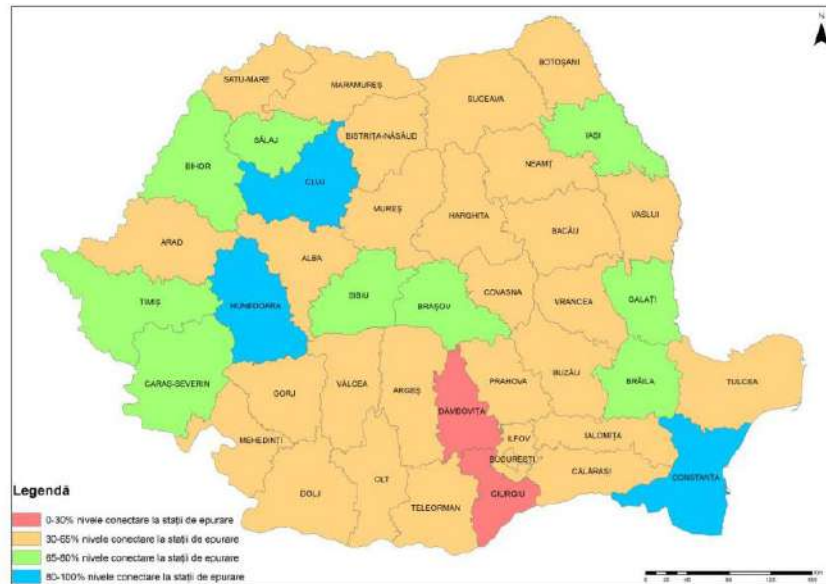 N
BOTOȘANI
SATU-MARE
MARAMUREȘ
SUCEAVA
SĂLAJ
BISTRIȚA-NĂSĂUD
IAȘI
BIHOR
NEAMȚ
CLUJ
MUREȘ
HARGHITA
VASLUI
BACĂU
ARAD
ALBA
TIMIȘ
HUNEDOARA
SIBIU
BRAȘOV
COVASNA
VRANCEA
GALAȚI
CARAȘ-SEVERIN
GORJ
VÂLCEA
ARGEȘ
PRAHOVA
BUZĂU
BRĂILA
TULCEA
DÂMBOVIȚA
MEHEDINȚI
ILFOV
IALOMIȚA
BUCUREȘTI
CĂLĂRAȘI
CONSTANȚA
DOLJ
OLT
TELEORMAN
GIURGIU
Legendă
0-30% nivele conectare la stații de epurare
30-65% nivele conectare la stații de epurare
65-80% nivele conectare la stații de epurare
80-100% nivele conectare la stații de epurare